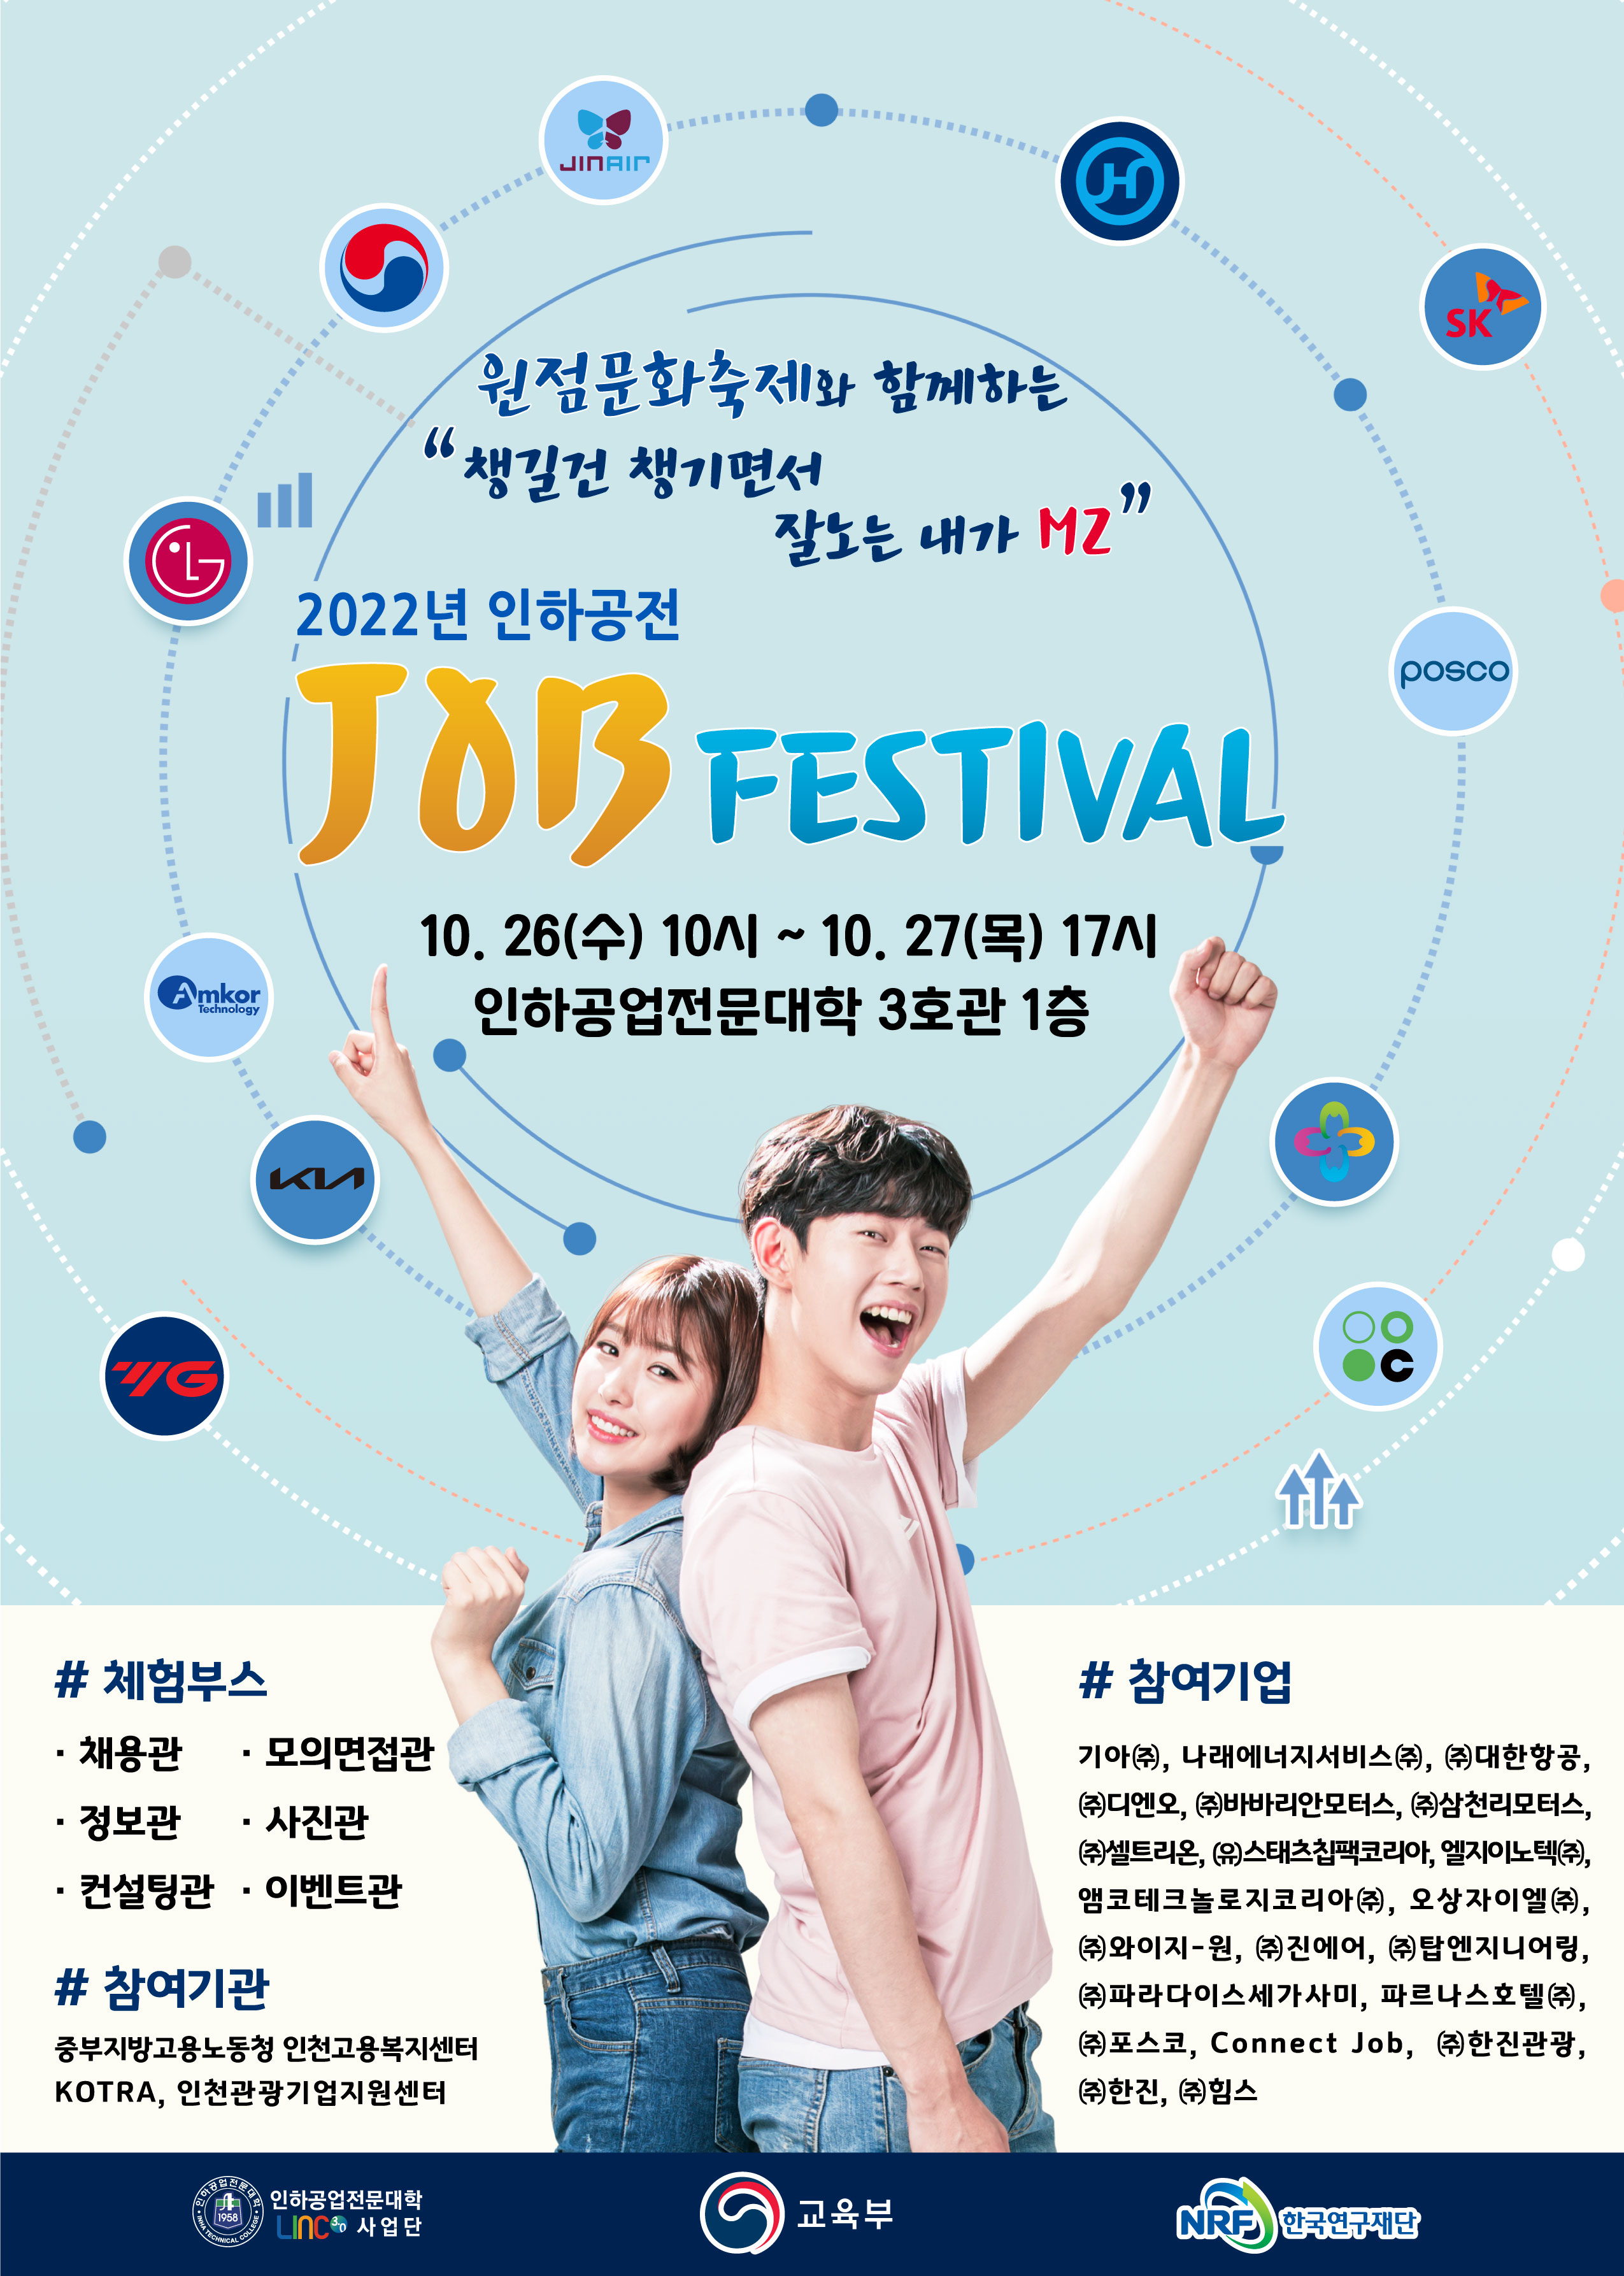 JINAIR
SK
원점문화축제와 함께하는
“챙길건 챙기면서
잘노는 내가 MZ”
LG
2022년 인하공전
posco
JOB FESTIVAL
10. 26(수) 10시 ~ 10. 27(목) 17시
인하공업전문대학 3호관 1층
Amkor
Technology
KIA
YG
C
# 체험부스
· 채용관 · 모의면접관
· 정보관 · 사진관
· 컨설팅관 · 이벤트관
# 참여기관
중부지방고용노동청 인천고용복지센터
KOTRA, 인천관광기업지원센터
# 참여기업
기아㈜, 나래에너지서비스㈜, ㈜대한항공,
㈜디엔오, ㈜바바리안모터스, ㈜삼천리모터스,
㈜셀트리온, ㈲스태츠칩팩코리아, 엘지이노텍㈜,
앰코테크놀로지코리아㈜, 오상자이엘㈜,
㈜와이지-원, ㈜진에어, ㈜탑엔지니어링,
㈜파라다이스세가사미, 파르나스호텔㈜,
㈜포스코, Connect Job, ㈜한진관광,
㈜한진, ㈜힘스
인하공업전문대학
1958
INHA TECHNICAL COLLEGE
인하공업전문대학
LINC 3.0 사업단
교육부
NRF 한국연구재단